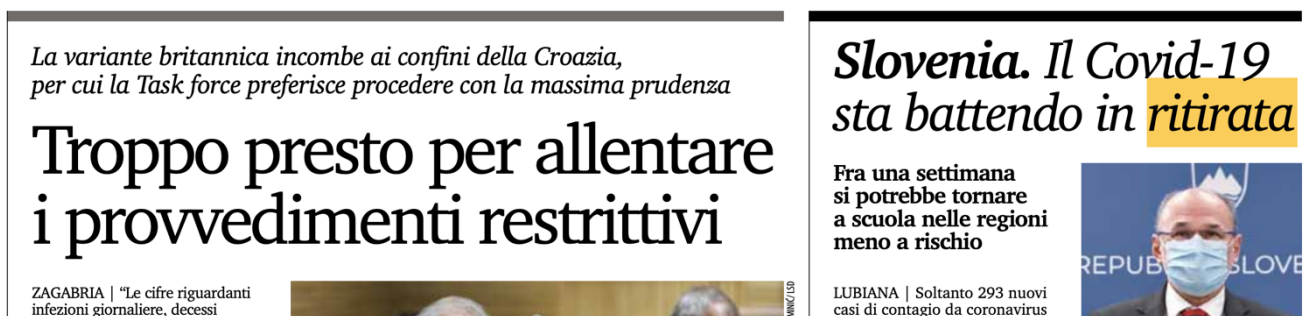 La variante britannica incombe ai confini della Croazia,
per cui la Task force preferisce procedere con la massima prudenza
Troppo presto per allentare
i provvedimenti restrittivi
ZAGABRIA | “Le cifre riguardanti
infezioni giornaliere, decessi
Slovenia. Il Covid-19
sta battendo in ritirata
Fra una settimana
si potrebbe tornare
a scuola nelle regioni
meno a rischio
LUBIANA | Soltanto 293 nuovi
casi di contagio da coronavirus
REPUB SLOVE